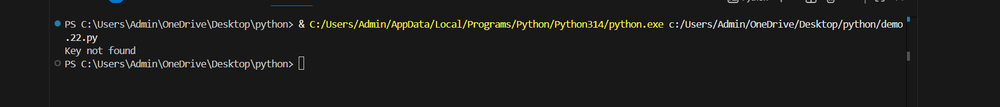 PS C:\Users\Admin\OneDrive\Desktop\python> & C:/Users/Admin/AppData/Local/Programs/Python/Python314/python.exe c:/Users/Admin/OneDrive/Desktop/python/demo
.22.py
Key not found
PS C:\Users\Admin\OneDrive\Desktop\python>